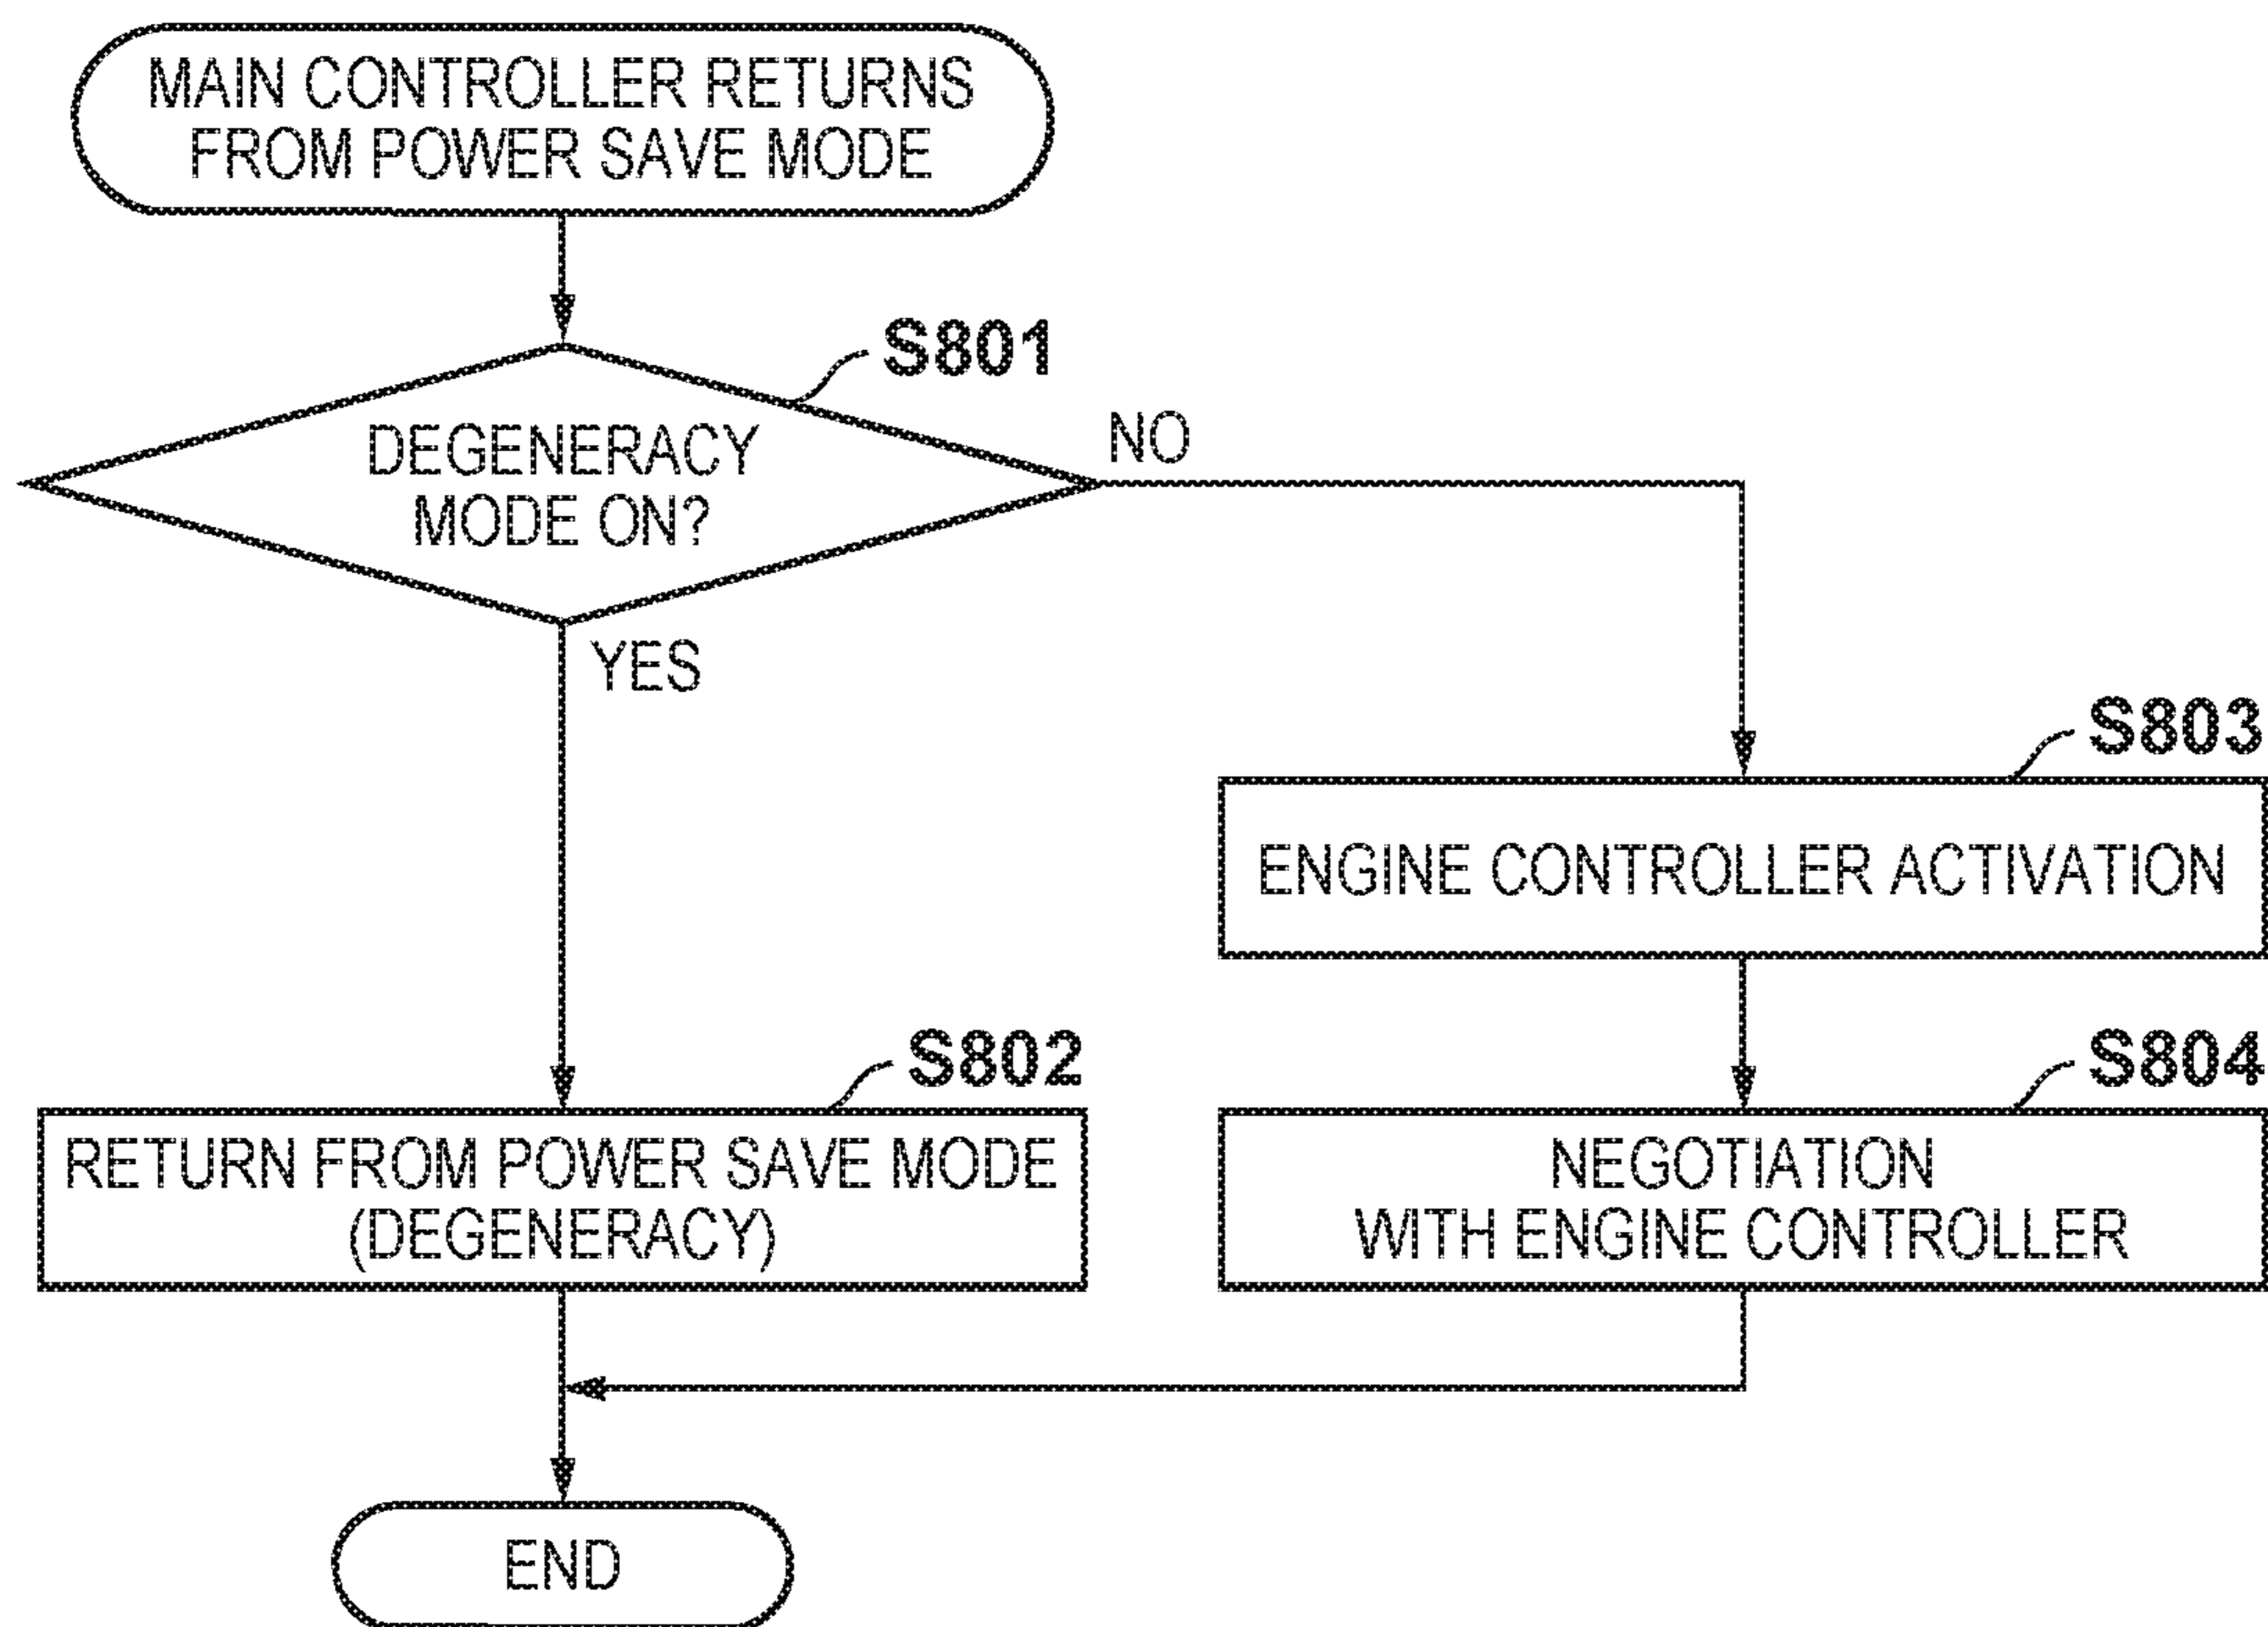 MAIN CONTROLLER RETURNS
FROM POWER SAVE MODE
S801
DEGENERACY
MODE ON?
NO
YES
S803
ENGINE CONTROLLER ACTIVATION
S802
RETURN FROM POWER SAVE MODE
(DEGENERACY)
S804
NEGOTIATION
WITH ENGINE CONTROLLER
END